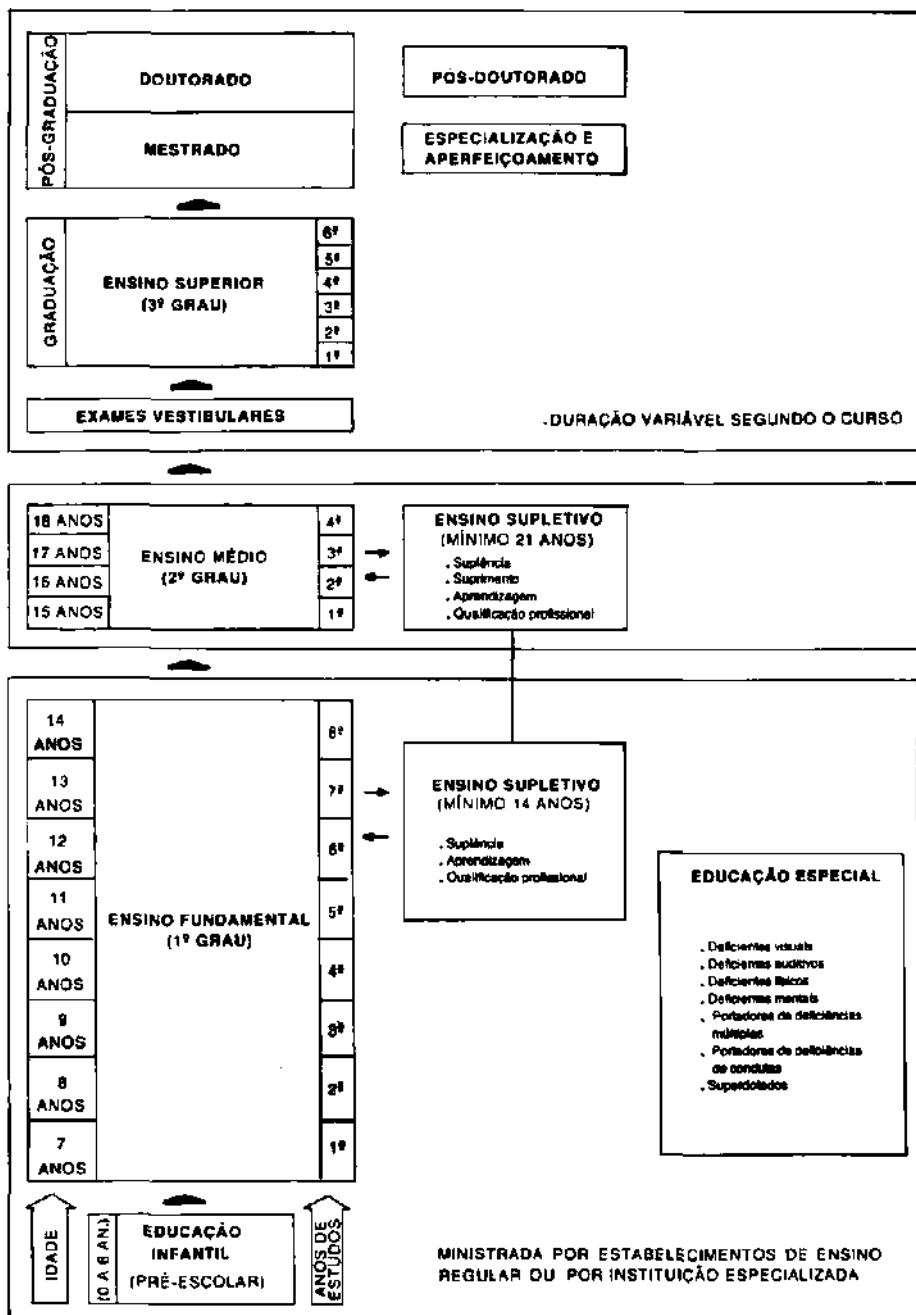 PÓS-GRADUAÇÃO
DOUTORADO
MESTRADO
PÓS-DOUTORADO
ESPECIALIZAÇÃO E
APERFEIÇOAMENTO
GRADUAÇÃO
ENSINO SUPERIOR
(3º GRAU)
6º
5º
4º
3º
2º
1º
EXAMES VESTIBULARES
.DURAÇÃO VARIÁVEL SEGUNDO O CURSO
18 ANOS
17 ANOS
16 ANOS
15 ANOS
ENSINO MÉDIO
(2º GRAU)
4º
3º
2º
1º
ENSINO SUPLETIVO
(MÍNIMO 21 ANOS)
. Suplência
. Suprimento
. Aprendizagem
. Qualificação profissional
14
ANOS
13
ANOS
12
ANOS
11
ANOS
10
ANOS
9
ANOS
8
ANOS
7
ANOS
ENSINO FUNDAMENTAL
(1º GRAU)
8º
7º
6º
5º
4º
3º
2º
1º
ENSINO SUPLETIVO
(MÍNIMO 14 ANOS)
. Suplência
. Aprendizagem
. Qualificação profissional
EDUCAÇÃO ESPECIAL
. Deficientes visuais
. Deficientes auditivos
. Deficientes físicos
. Deficientes mentais
. Portadores de deficiências
múltiplas
. Portadores de deficiências
de condutas
. Superdotados
IDADE
(0 A 6 AN.)
EDUCAÇÃO
INFANTIL
(PRÉ-ESCOLAR)
ANOS DE
ESTUDOS
MINISTRADA POR ESTABELECIMENTOS DE ENSINO
REGULAR OU POR INSTITUIÇÃO ESPECIALIZADA